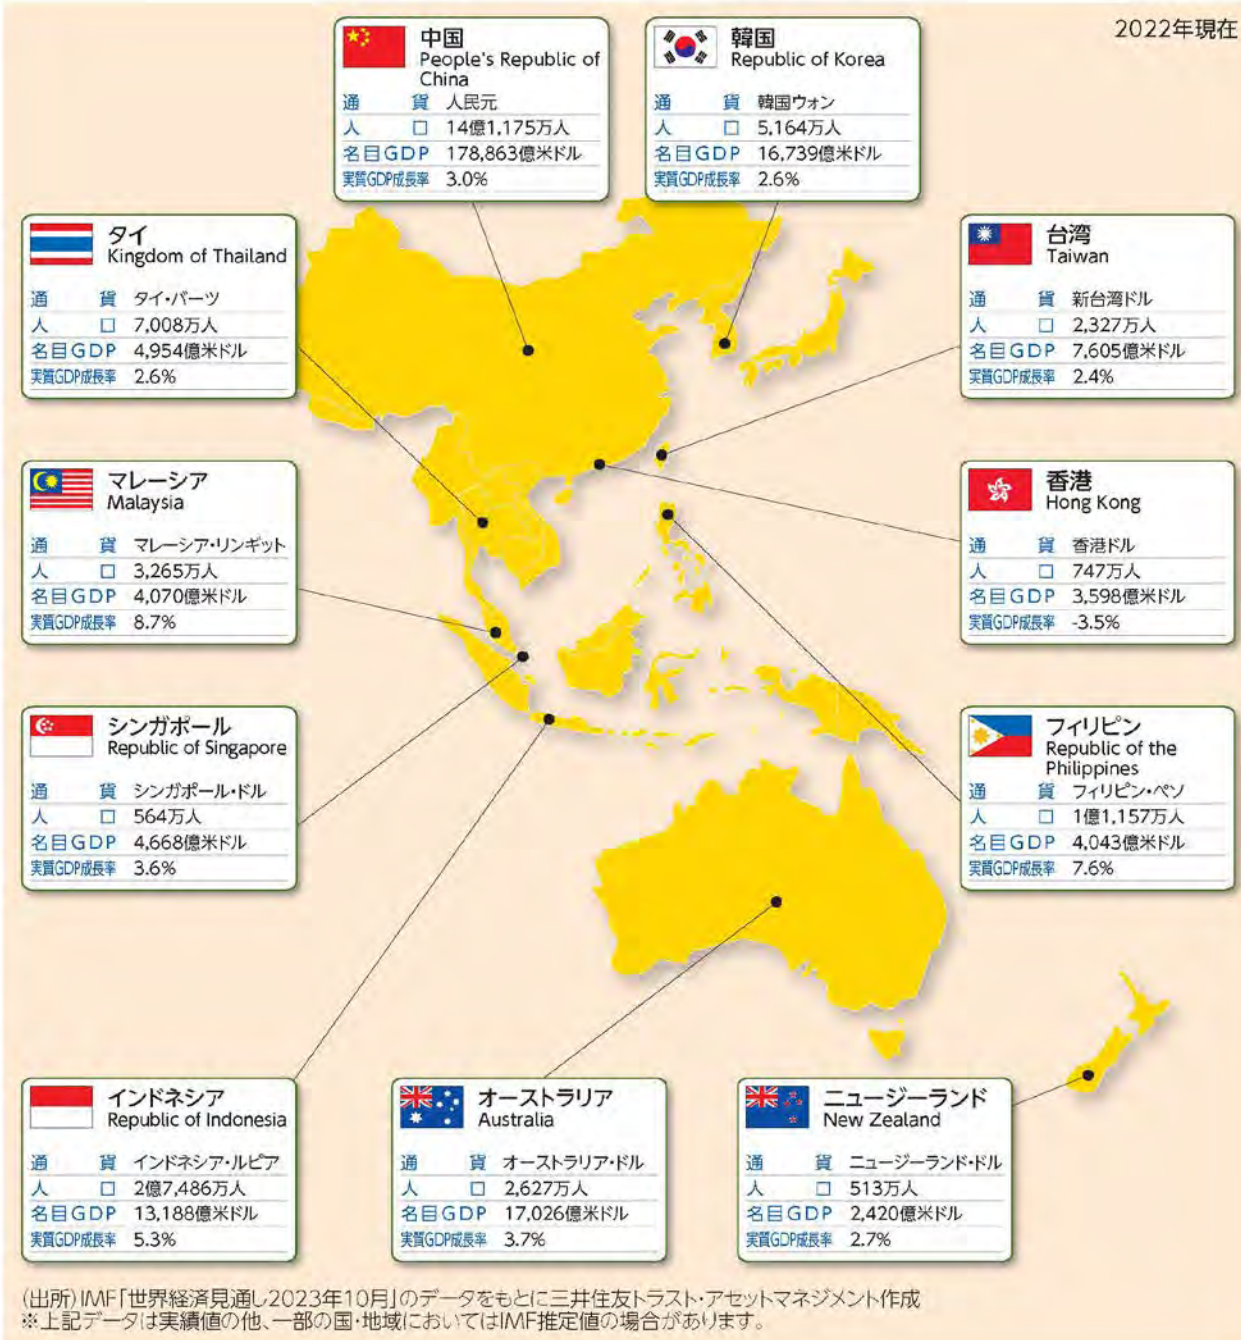 2022年現在
中国
People's Republic of
China
通 貨 人民元
人 口 14億1,175万人
名目GDP 178,863億米ドル
実質GDP成長率 3.0%
韓国
Republic of Korea
通 貨 韓国ウォン
人 口 5,164万人
名目GDP 16,739億米ドル
実質GDP成長率 2.6%
タイ
Kingdom of Thailand
通 貨 タイ・バーツ
人 口 7,008万人
名目GDP 4,954億米ドル
実質GDP成長率 2.6%
台湾
Taiwan
通 貨 新台湾ドル
人 口 2,327万人
名目GDP 7,605億米ドル
実質GDP成長率 2.4%
マレーシア
Malaysia
通 貨 マレーシア・リンギット
人 口 3,265万人
名目GDP 4,070億米ドル
実質GDP成長率 8.7%
香港
Hong Kong
通 貨 香港ドル
人 口 747万人
名目GDP 3,598億米ドル
実質GDP成長率 -3.5%
シンガポール
Republic of Singapore
通 貨 シンガポール・ドル
人 口 564万人
名目GDP 4,668億米ドル
実質GDP成長率 3.6%
フィリピン
Republic of the
Philippines
通 貨 フィリピン・ペソ
人 口 1億1,157万人
名目GDP 4,043億米ドル
実質GDP成長率 7.6%
インドネシア
Republic of Indonesia
通 貨 インドネシア・ルピア
人 口 2億7,486万人
名目GDP 13,188億米ドル
実質GDP成長率 5.3%
オーストラリア
Australia
通 貨 オーストラリア・ドル
人 口 2,627万人
名目GDP 17,026億米ドル
実質GDP成長率 3.7%
ニュージーランド
New Zealand
通 貨 ニュージーランド・ドル
人 口 513万人
名目GDP 2,420億米ドル
実質GDP成長率 2.7%
(出所)IMF「世界経済見通し2023年10月」のデータをもとに三井住友トラスト・アセットマネジメント作成
※上記データは実績値の他、一部の国・地域においてはIMF推定値の場合があります。